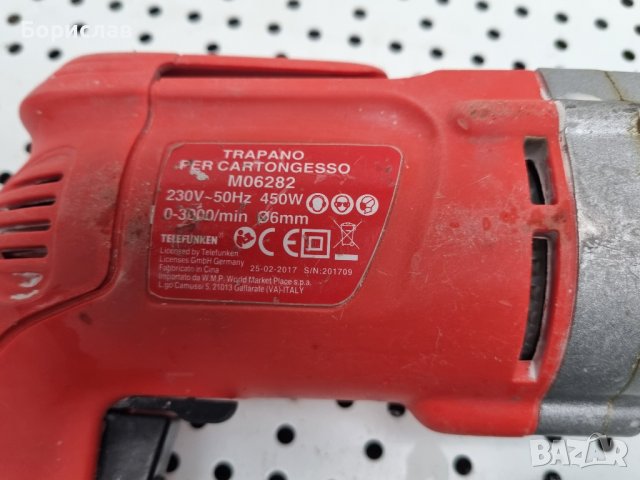 Борислав
TRAPANO
PER CARTONGESSO
M06282
230V~50Hz 450W
0-3000/min Ø6mm
TELEFUNKEN
Licensed by Telefunken
Licenses GmbH Germany
Fabbricato in Cina
25-02-2017 S/N:201709
Importato da W.M.P. World Market Place s.p.a.
L.go Camussi 5, 21013 Gallarate (VA)-ITALY
CE
BAZAR